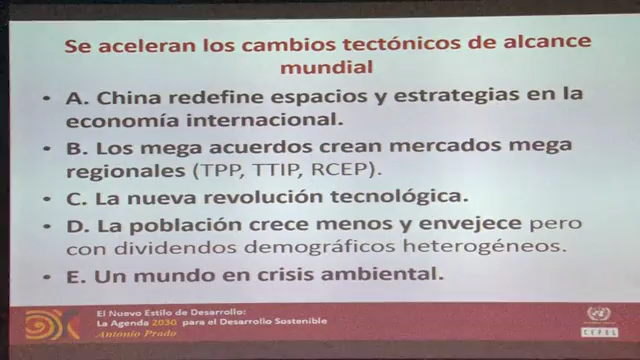 Se aceleran los cambios tectónicos de alcance
mundial
• A. China redefine espacios y estrategias en la
economía internacional.
• B. Los mega acuerdos crean mercados mega
regionales (TPP, TTIP, RCEP).
• C. La nueva revolución tecnológica.
• D. La población crece menos y envejece pero
con dividendos demográficos heterogéneos.
• E. Un mundo en crisis ambiental.
El Nuevo Estilo de Desarrollo:
La Agenda 2030 para el Desarrollo Sostenible
Antonio Prado
CEPAL